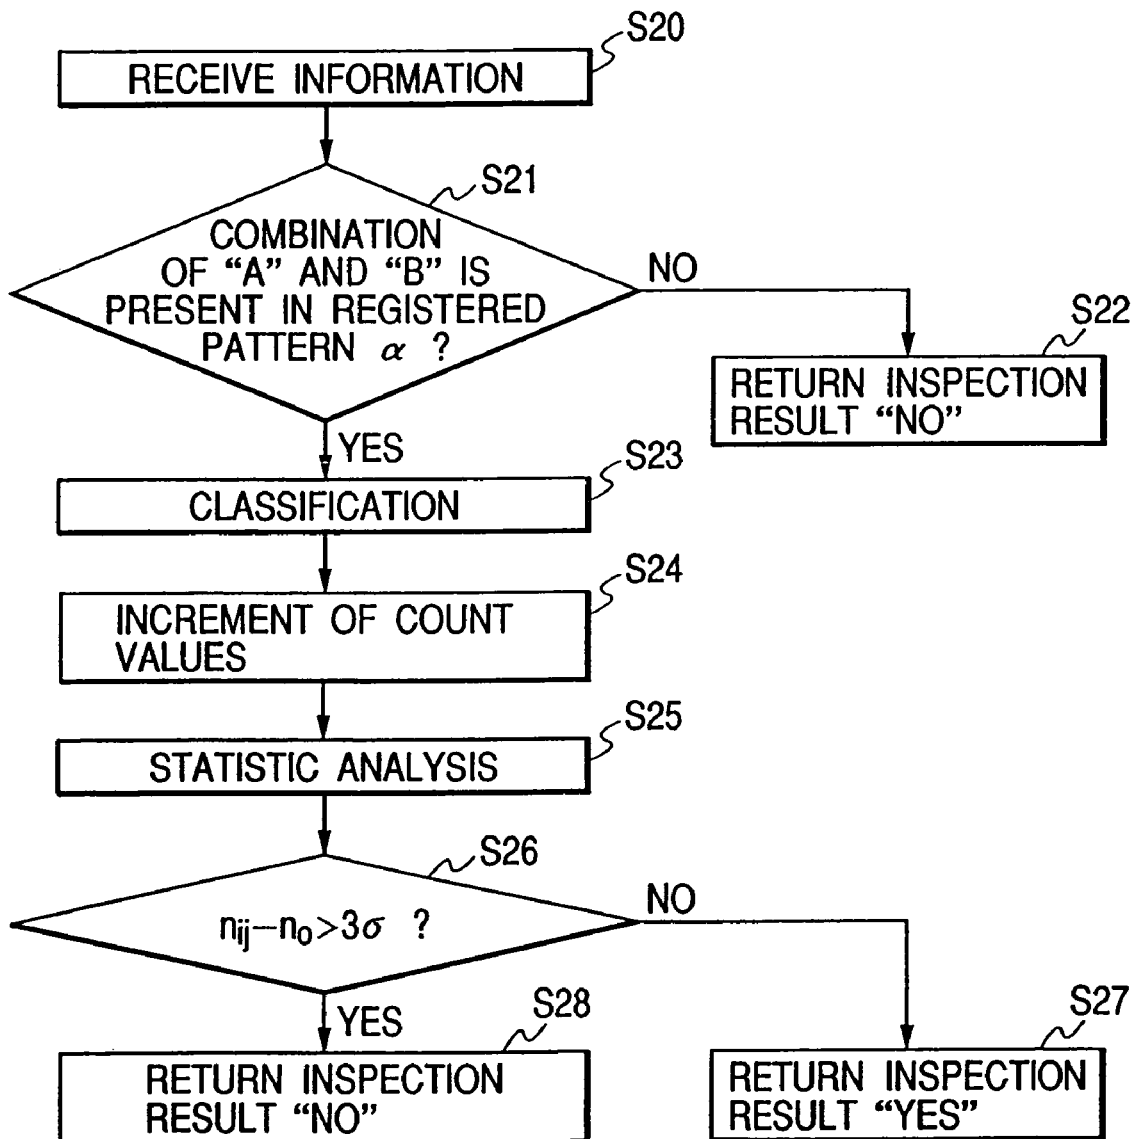 S20
RECEIVE INFORMATION
S21
COMBINATION
OF “A” AND “B” IS
PRESENT IN REGISTERED
PATTERN α ?
NO
S22
RETURN INSPECTION
RESULT “NO”
YES
S23
CLASSIFICATION
S24
INCREMENT OF COUNT
VALUES
S25
STATISTIC ANALYSIS
S26
nij−n0>3σ ?
NO
YES
S28
RETURN INSPECTION
RESULT “NO”
S27
RETURN INSPECTION
RESULT “YES”